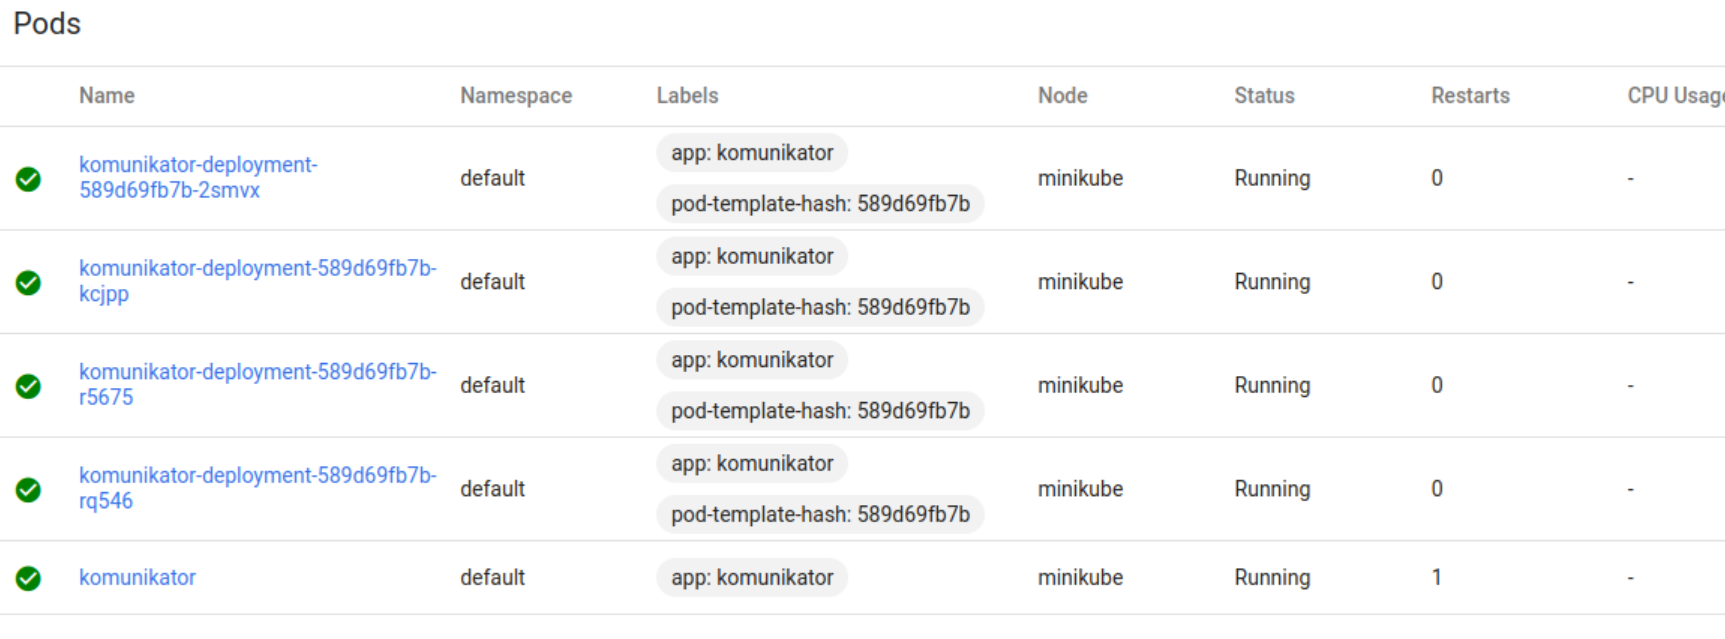 Pods
Name Namespace Labels Node Status Restarts CPU Usage
komunikator-deployment-
589d69fb7b-2smvx
default
app: komunikator
pod-template-hash: 589d69fb7b
minikube Running 0 -
komunikator-deployment-589d69fb7b-
kcjpp
default
app: komunikator
pod-template-hash: 589d69fb7b
minikube Running 0 -
komunikator-deployment-589d69fb7b-
r5675
default
app: komunikator
pod-template-hash: 589d69fb7b
minikube Running 0 -
komunikator-deployment-589d69fb7b-
rq546
default
app: komunikator
pod-template-hash: 589d69fb7b
minikube Running 0 -
komunikator default app: komunikator minikube Running 1 -